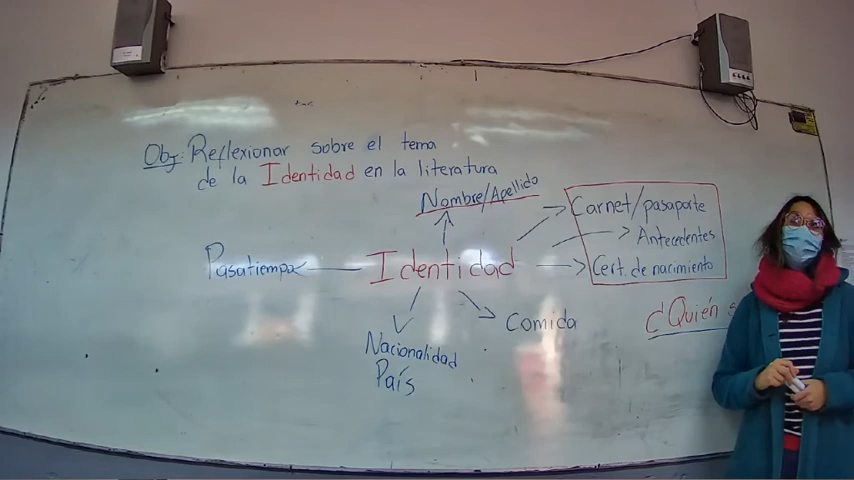 Obj: Reflexionar sobre el tema
de la Identidad en la literatura
Nombre/Apellido
Carnet/pasaporte
Antecedentes
Cert. de nacimiento
Pasatiempo
Identidad
Comida
¿Quién
Nacionalidad
País